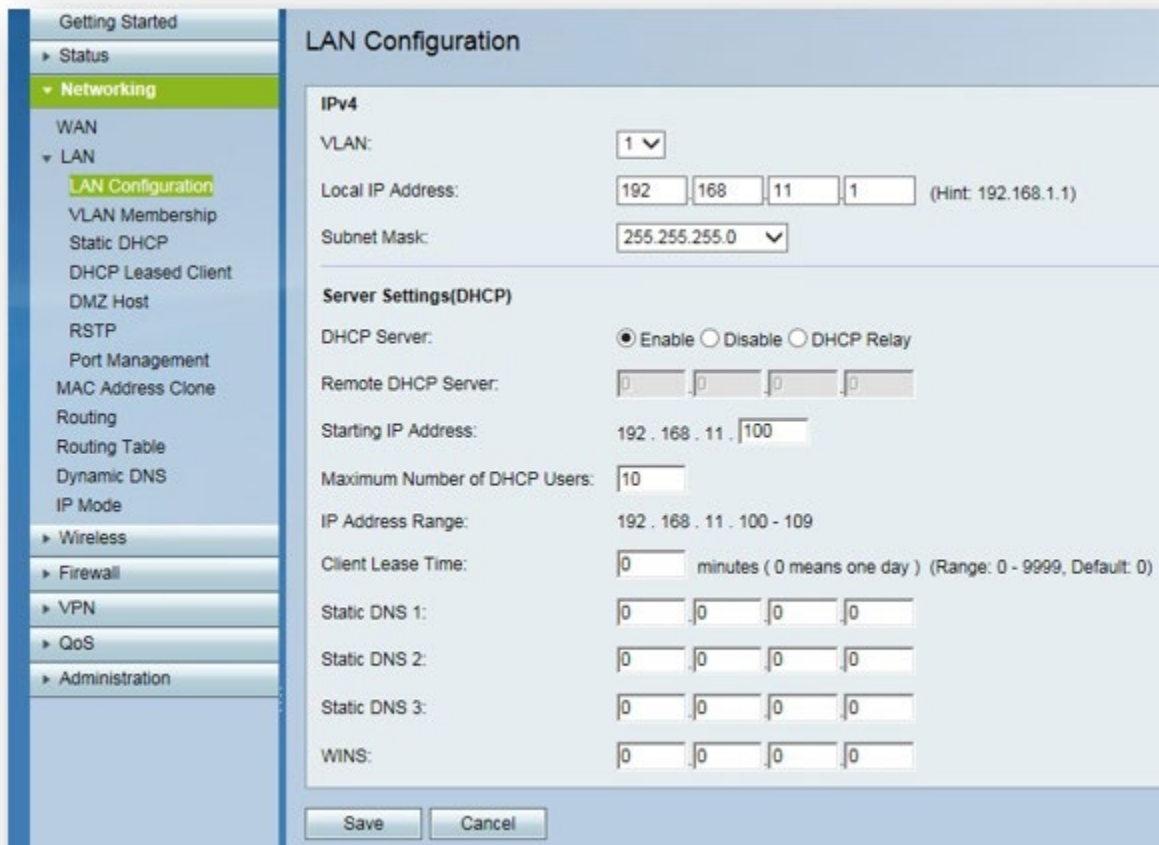 Getting Started
Status
Networking
WAN
LAN
LAN Configuration
VLAN Membership
Static DHCP
DHCP Leased Client
DMZ Host
RSTP
Port Management
MAC Address Clone
Routing
Routing Table
Dynamic DNS
IP Mode
Wireless
Firewall
VPN
QoS
Administration
LAN Configuration
IPv4
VLAN: 1
Local IP Address: 192 . 168 . 11 . 1 (Hint: 192.168.1.1)
Subnet Mask: 255.255.255.0
Server Settings(DHCP)
DHCP Server: Enable Disable DHCP Relay
Remote DHCP Server: 0 . 0 . 0 . 0
Starting IP Address: 192 . 168 . 11 . 100
Maximum Number of DHCP Users: 10
IP Address Range: 192 . 168 . 11 . 100 - 109
Client Lease Time: 0 minutes ( 0 means one day ) (Range: 0 - 9999, Default: 0)
Static DNS 1: 0 . 0 . 0 . 0
Static DNS 2: 0 . 0 . 0 . 0
Static DNS 3: 0 . 0 . 0 . 0
WINS: 0 . 0 . 0 . 0
Save Cancel